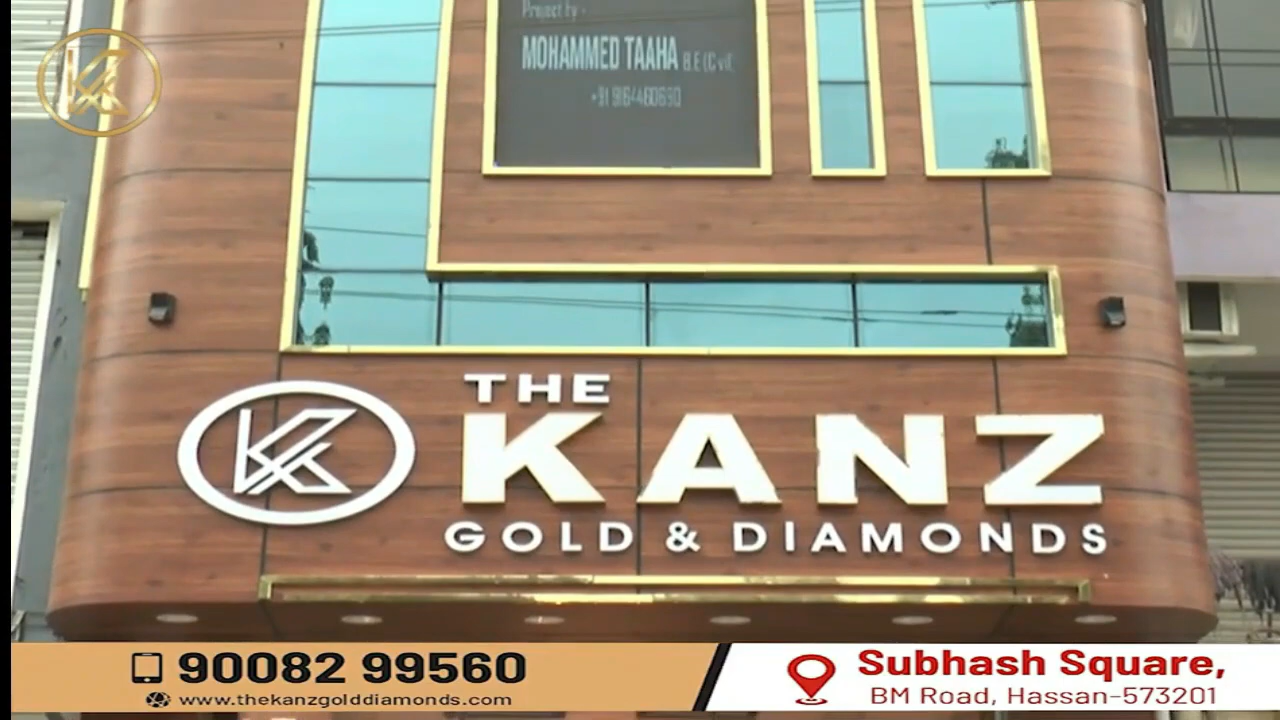 Project by -
MOHAMMED TAAHA B.E (Civil)
THE
KANZ
GOLD & DIAMONDS
90082 99560
www.thekanzgolddiamonds.com
Subhash Square,
BM Road, Hassan-573201